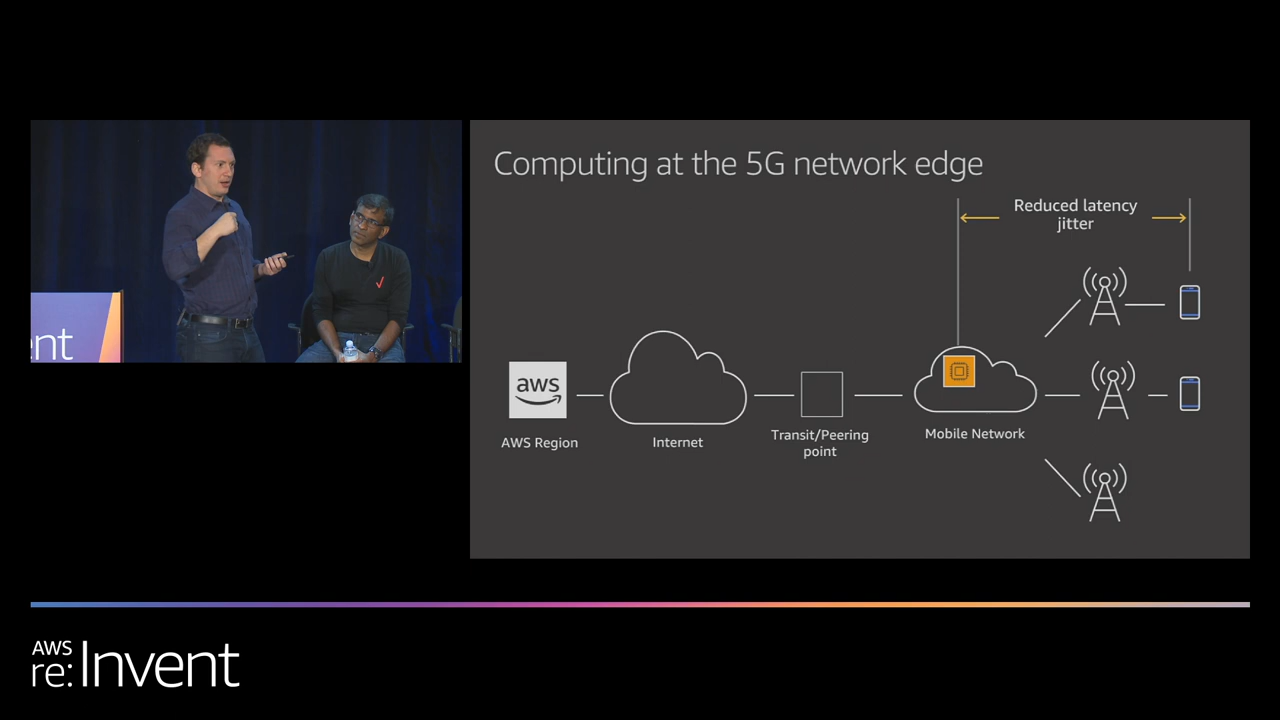 Computing at the 5G network edge
Reduced latency
jitter
aws
AWS Region
Internet
Transit/Peering
point
Mobile Network
ent
AWS
re:Invent